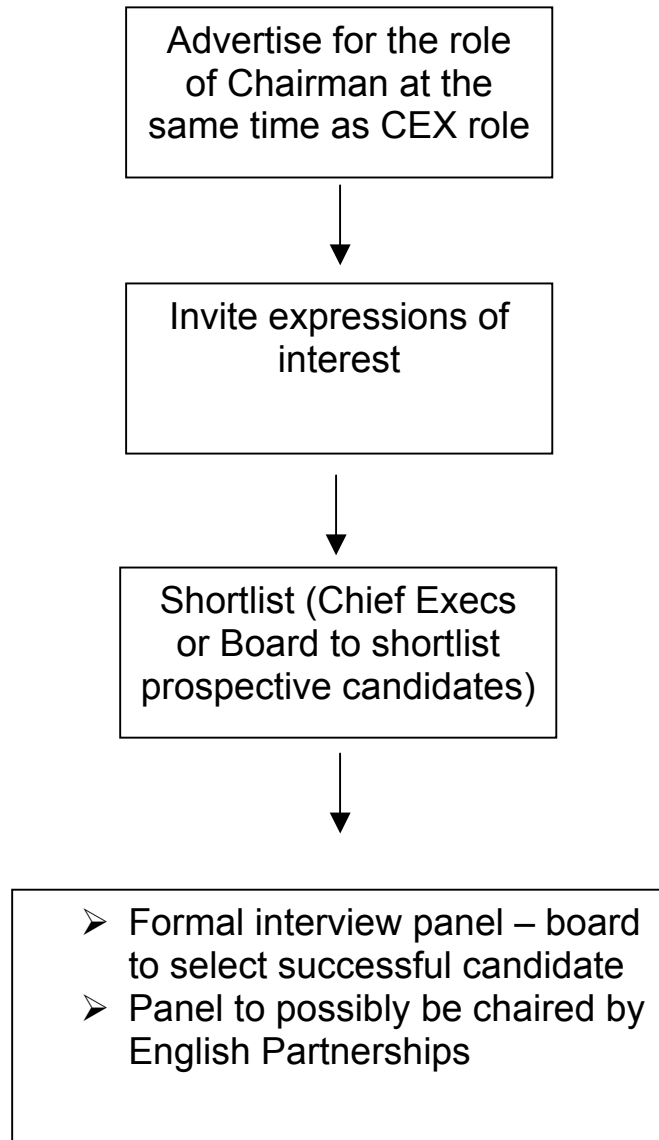 Advertise for the role
of Chairman at the
same time as CEX role
Invite expressions of
interest
Shortlist (Chief Execs
or Board to shortlist
prospective candidates)
➢ Formal interview panel – board
to select successful candidate
➢ Panel to possibly be chaired by
English Partnerships